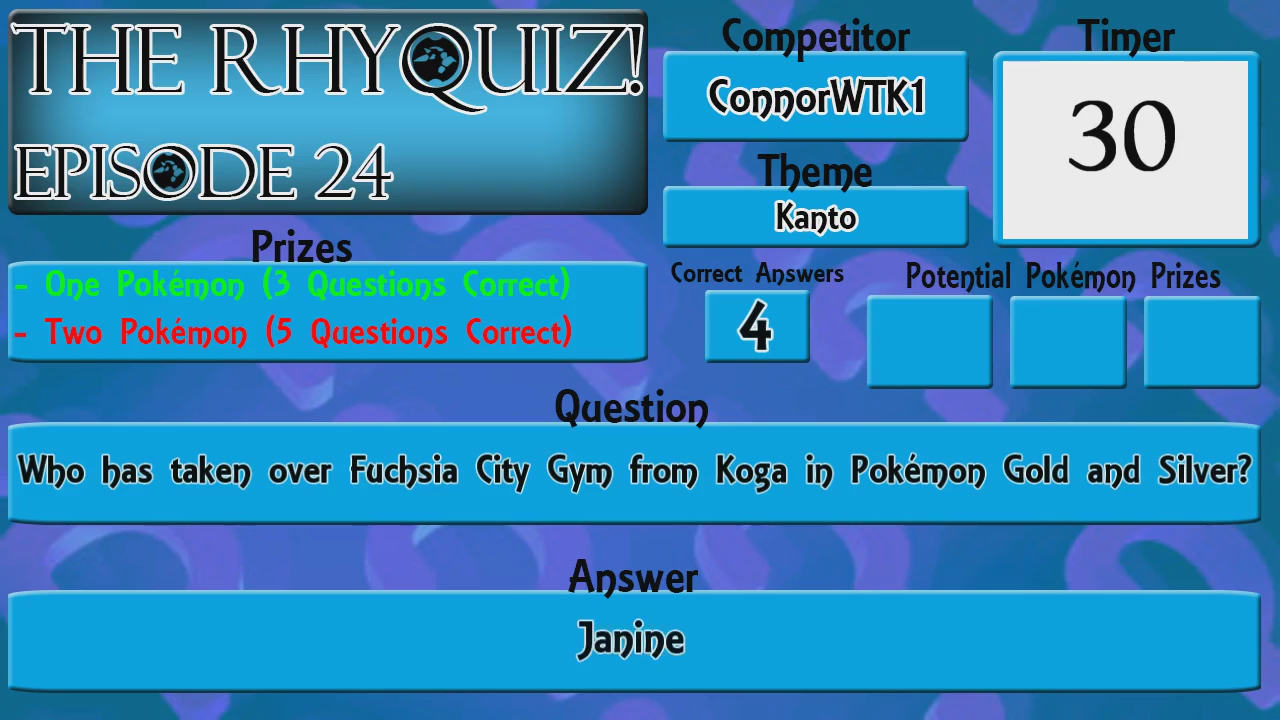 THE RHYQUIZ!
EPISODE 24
Competitor
ConnorWTK1
Timer
30
Theme
Kanto
Prizes
- One Pokémon (3 Questions Correct)
- Two Pokémon (5 Questions Correct)
Correct Answers
4
Potential Pokémon Prizes
Question
Who has taken over Fuchsia City Gym from Koga in Pokémon Gold and Silver?
Answer
Janine